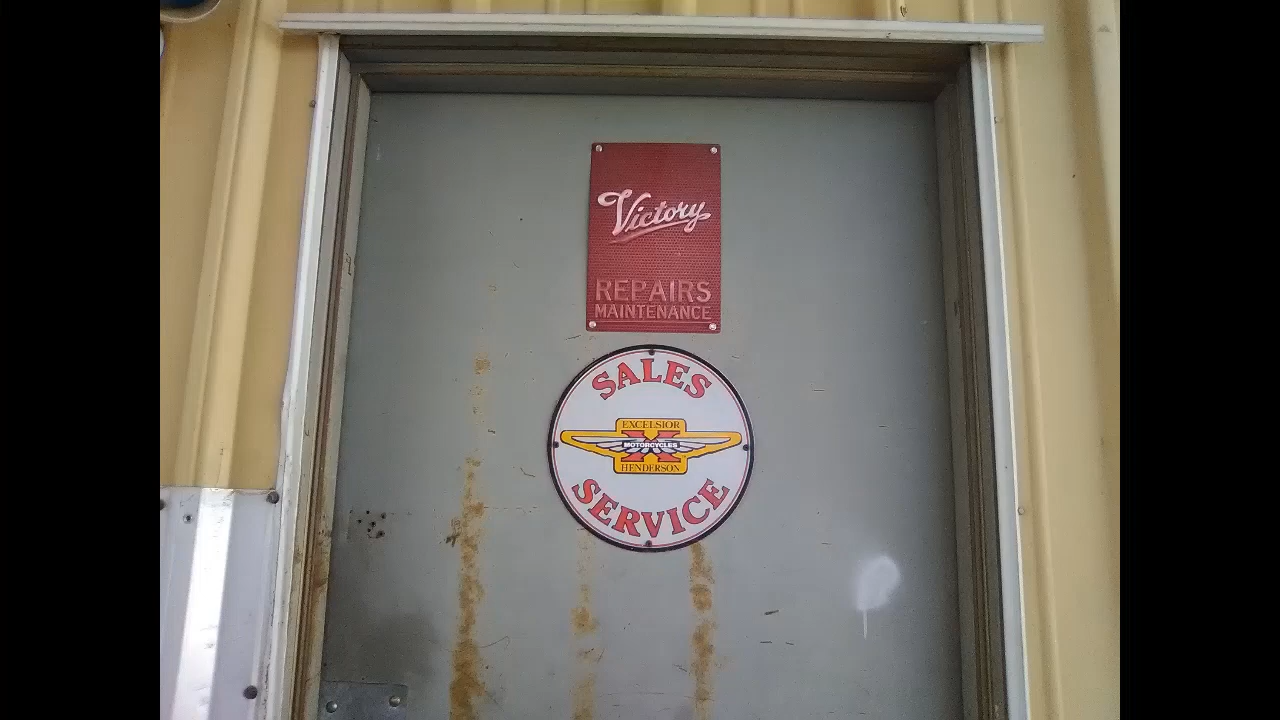 Victory
REPAIRS
MAINTENANCE
SALES
EXCELSIOR
MOTORCYCLES
X
HENDERSON
SERVICE